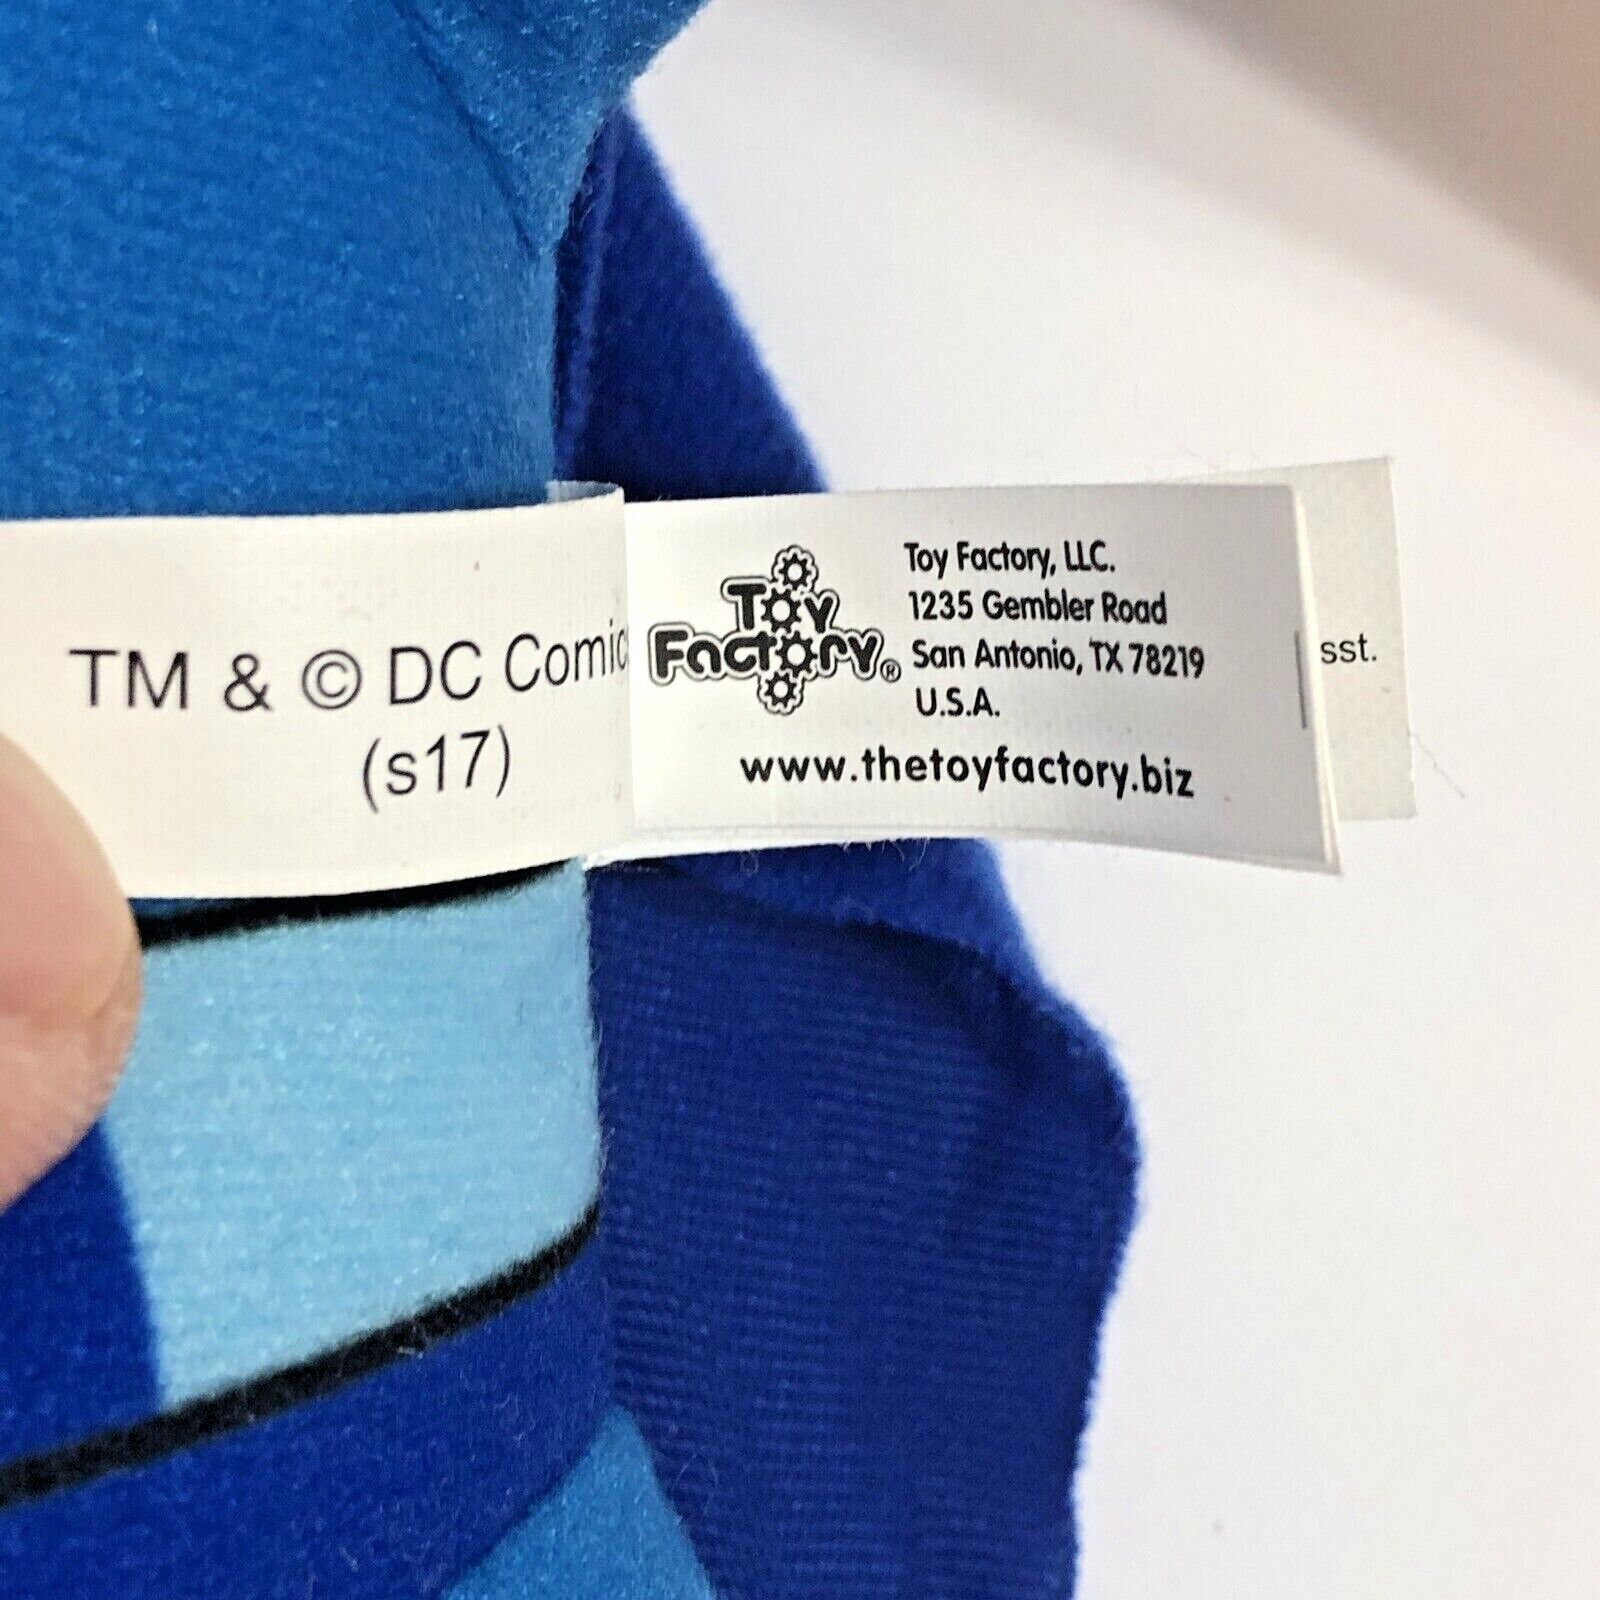 TM & © DC Comic
(s17)
Toy
Factory®
Toy Factory, LLC.
1235 Gembler Road
San Antonio, TX 78219
U.S.A.
www.thetoyfactory.biz
sst.